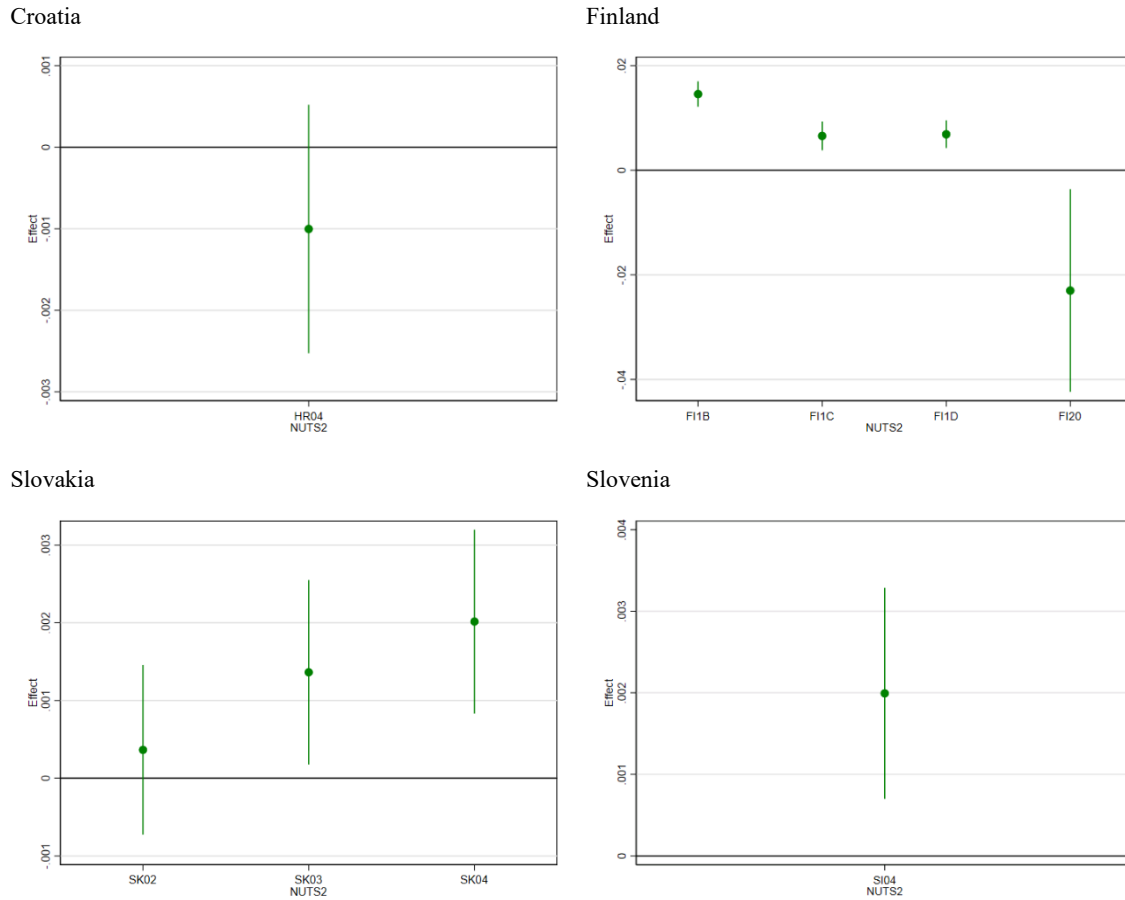 Croatia
Finland
.001
0
-.001
-.002
-.003
Effect
HR04
NUTS2
.02
0
-.02
-.04
Effect
FI1B FI1C FI1D FI20
NUTS2
Slovakia
Slovenia
.003
.002
.001
0
-.001
Effect
SK02 SK03 SK04
NUTS2
.004
.003
.002
.001
0
Effect
SI04
NUTS2